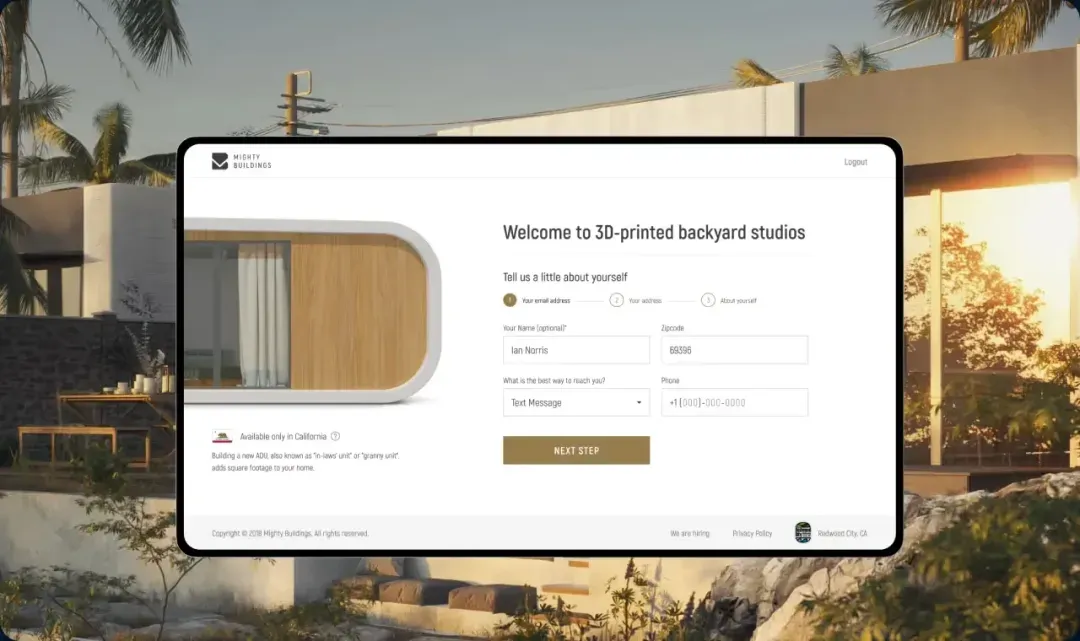 MIGHTY
BUILDINGS
Logout
Welcome to 3D-printed backyard studios
Tell us a little about yourself
1 Your email address
2 Your address
3 About yourself
Your Name (optional)*
Zipcode
Ian Norris
69396
What is the best way to reach you?
Phone
Text Message
+1 (000)-000-0000
NEXT STEP
Available only in California ?
Building a new ADU, also known as "in-laws' unit" or "granny unit".
adds square footage to your home.
Copyright © 2018 Mighty Buildings, All rights reserved.
We are hiring
Privacy Policy
Redwood City, CA